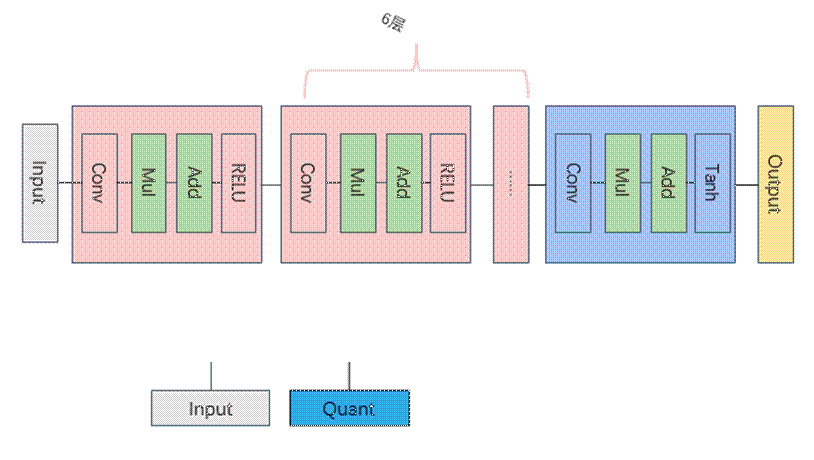 6层
Input
Conv
Mul
Add
RELU
Conv
Mul
Add
RELU
......
Conv
Mul
Add
Tanh
Output
Input
Quant